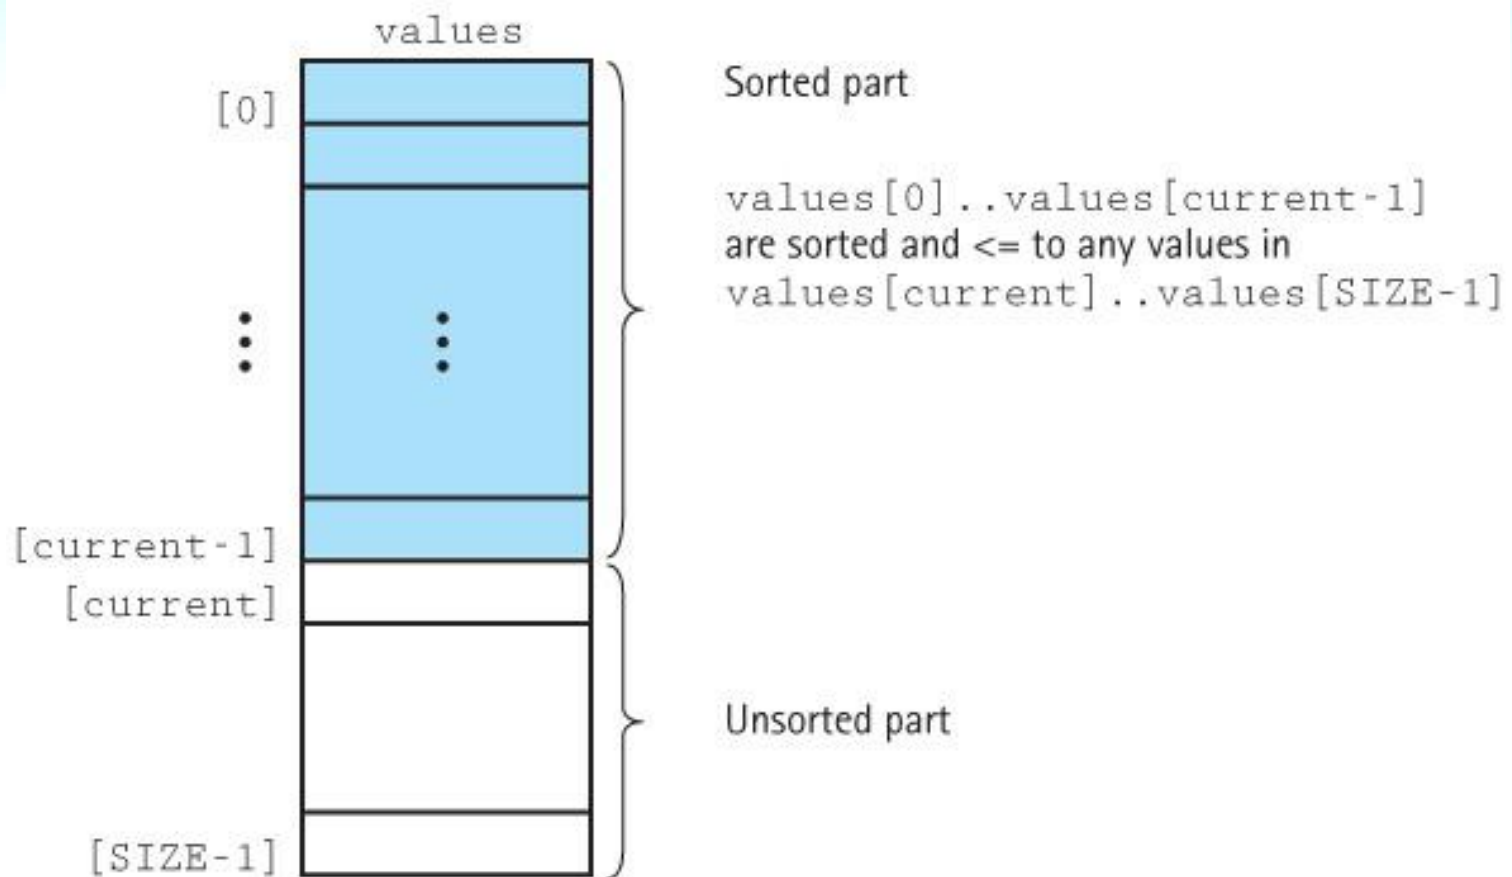 values
[0]
Sorted part
values[0]..values[current-1]
are sorted and <= to any values in
values[current]..values[SIZE-1]
[current-1]
[current]
Unsorted part
[SIZE-1]